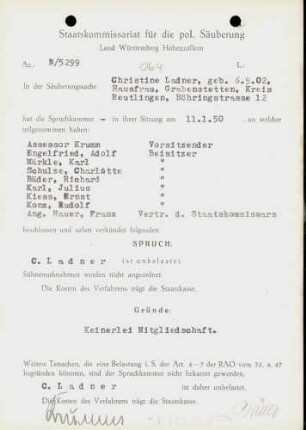 Staatskommissariat für die pol. Säuberung
Land Württemberg Hohenzollern
Az. N/5299 064 L:
In der Säuberungssache: Christine Ladner, geb. 6.9.02,
Hausfrau, Grabenstetten, Kreis
Reutlingen, Böhringstrasse 12
hat die Spruchkammer - in ihrer Sitzung am 11.1.50 an welcher
teilgenommen haben:
Assessor Krumm Vorsitzender
Engelfried, Adolf Beisitzer
Märkle, Karl "
Schulze, Charlotte "
Bäder, Richard "
Karl, Julius "
Kiess, Ernst "
Kom, Rudolf "
Ang. Hauer, Franz Vertr. d. Staatskommissars
beschlossen und sofort verkündet folgenden
SPRUCH:
C. Ladner ist unbelastet
Sühnemaßnahmen werden nicht angeordnet.
Die Kosten des Verfahrens trägt die Staatskasse.
Gründe:
Keinerlei Mitgliedschaft.
Weitere Tatsachen, die eine Belastung i. S. der Art. 4-7 der RAO vom 25. 4. 47
begründen könnten, sind der Spruchkammer nicht bekannt geworden.
C. Ladner ist daher unbelastet.
Die Kosten des Verfahrens trägt die Staatskasse.